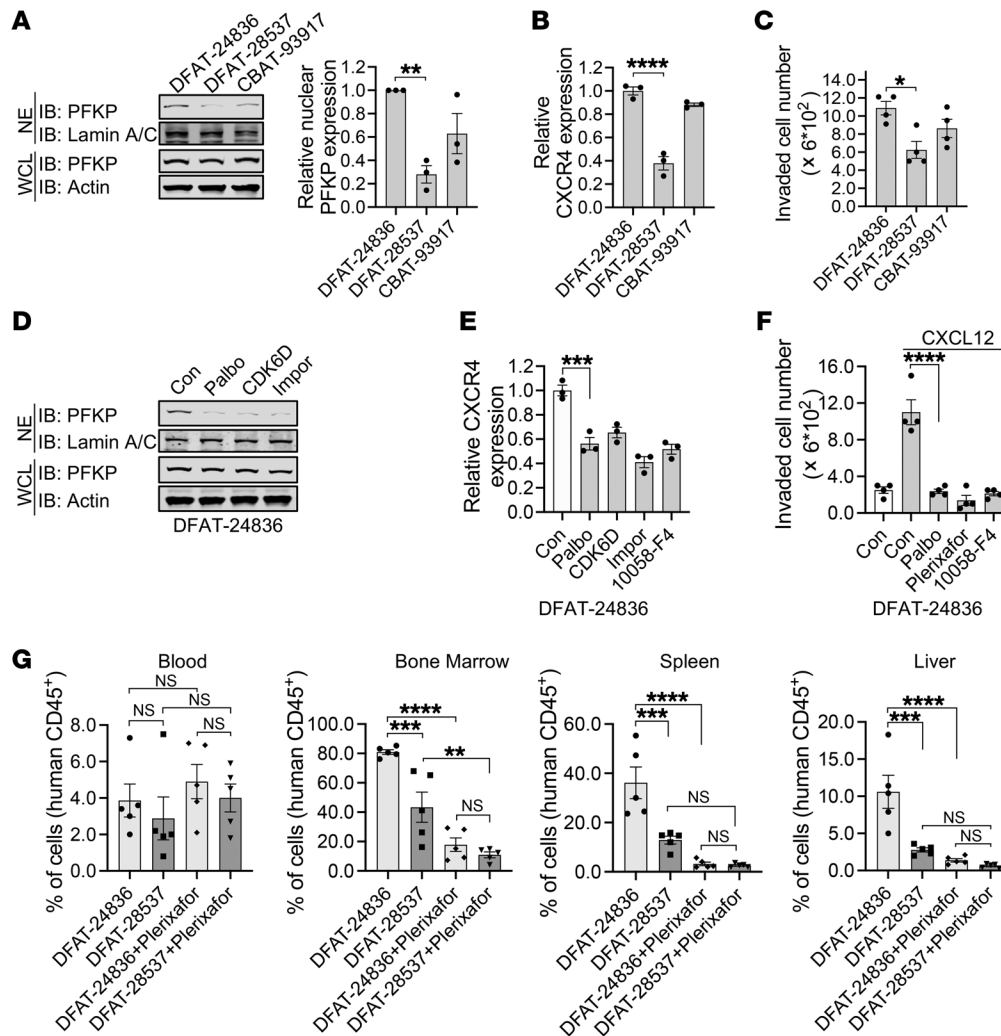 A
DFAT-24836
DFAT-28537
CBAT-93917
NE
IB: PFKP
IB: Lamin A/C
WCL
IB: PFKP
IB: Actin
Relative nuclear
PFKP expression
1.2
1.0
0.8
0.6
0.4
0.2
0.0
**
DFAT-24836
DFAT-28537
CBAT-93917
B
Relative
CXCR4 expression
1.2
1.0
0.8
0.6
0.4
0.2
0.0
****
DFAT-24836
DFAT-28537
CBAT-93917
C
Invaded cell number
(x 6*10²)
14.0
12.0
10.0
8.0
6.0
4.0
2.0
0.0
*
DFAT-24836
DFAT-28537
CBAT-93917
D
Con
Palbo
CDK6D
Impor
NE
IB: PFKP
IB: Lamin A/C
WCL
IB: PFKP
IB: Actin
DFAT-24836
E
Relative CXCR4
expression
1.2
1.0
0.8
0.6
0.4
0.2
0.0
***
Con
Palbo
CDK6D
Impor
10058-F4
DFAT-24836
F
CXCL12
Invaded cell number
(x 6*10²)
16.0
12.0
8.0
4.0
0
****
Con
Con
Palbo
Plerixafor
10058-F4
DFAT-24836
G
Blood
% of cells (human CD45⁺)
8.0
6.0
4.0
2.0
0.0
NS
NS
NS
NS
DFAT-24836
DFAT-28537
DFAT-24836+Plerixafor
DFAT-28537+Plerixafor
Bone Marrow
% of cells (human CD45⁺)
100.0
80.0
60.0
40.0
20.0
0.0
****
***
**
NS
DFAT-24836
DFAT-28537
DFAT-24836+Plerixafor
DFAT-28537+Plerixafor
Spleen
% of cells (human CD45⁺)
60.0
40.0
20.0
0.0
****
***
NS
NS
DFAT-24836
DFAT-28537
DFAT-24836+Plerixafor
DFAT-28537+Plerixafor
Liver
% of cells (human CD45⁺)
20.0
15.0
10.0
5.0
0.0
****
***
NS
NS
DFAT-24836
DFAT-28537
DFAT-24836+Plerixafor
DFAT-28537+Plerixafor